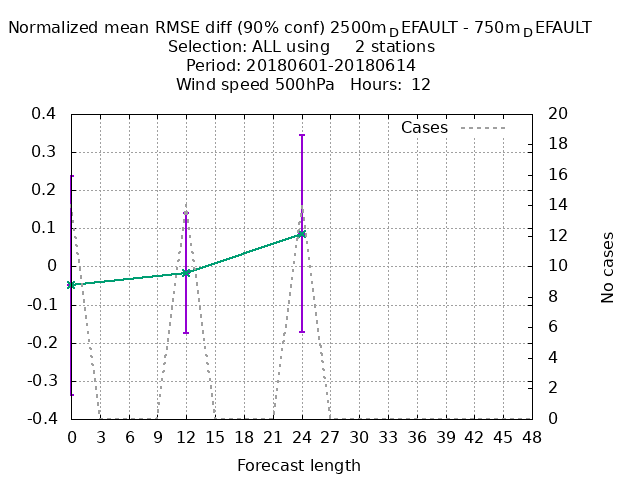 Normalized mean RMSE diff (90% conf) 2500m_DEFAULT - 750m_DEFAULT
Selection: ALL using     2 stations
Period: 20180601-20180614
Wind speed 500hPa   Hours:  12
Cases
0.4
0.3
0.2
0.1
0
-0.1
-0.2
-0.3
-0.4
20
18
16
14
12
10
8
6
4
2
0
No cases
0 3 6 9 12 15 18 21 24 27 30 33 36 39 42 45 48
Forecast length